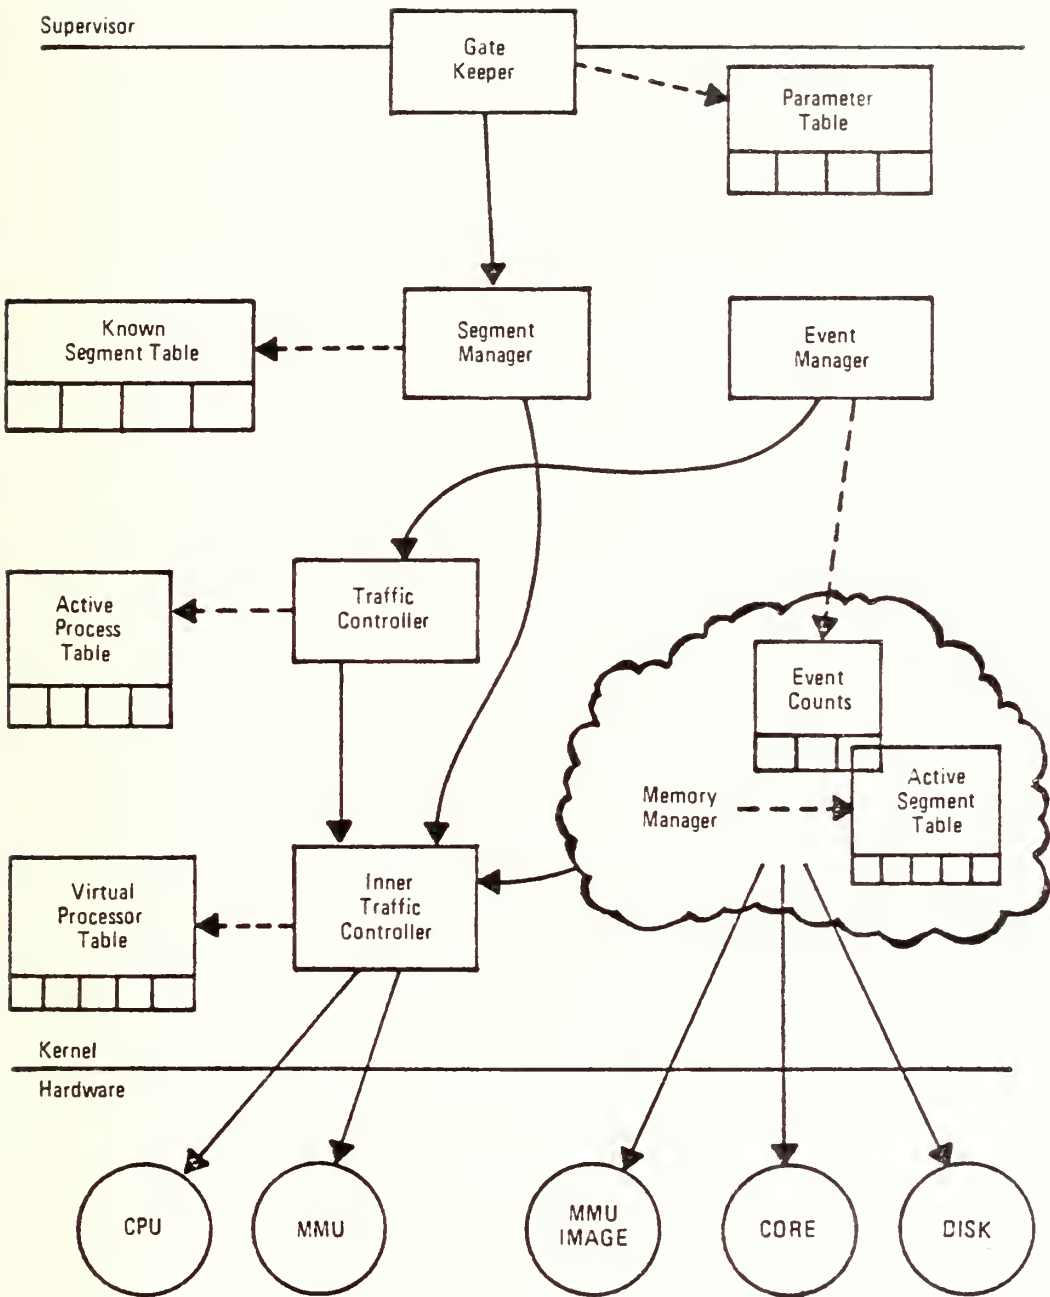 Supervisor
Gate
Keeper
Parameter
Table
Known
Segment Table
Segment
Manager
Event
Manager
Active
Process
Table
Traffic
Controller
Event
Counts
Memory
Manager
Active
Segment
Table
Virtual
Processor
Table
Inner
Traffic
Controller
Kernel
Hardware
CPU
MMU
MMU
IMAGE
CORE
DISK